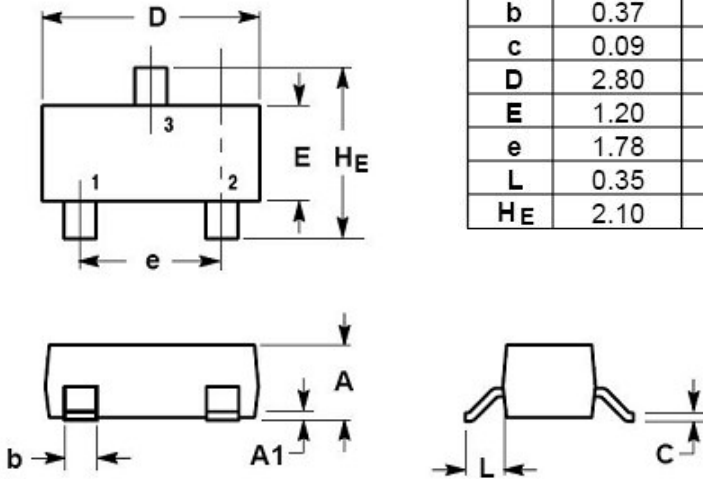 D
3
E HE
1 2
e
b 0.37
c 0.09
D 2.80
E 1.20
e 1.78
L 0.35
HE 2.10
A
b A1
L C